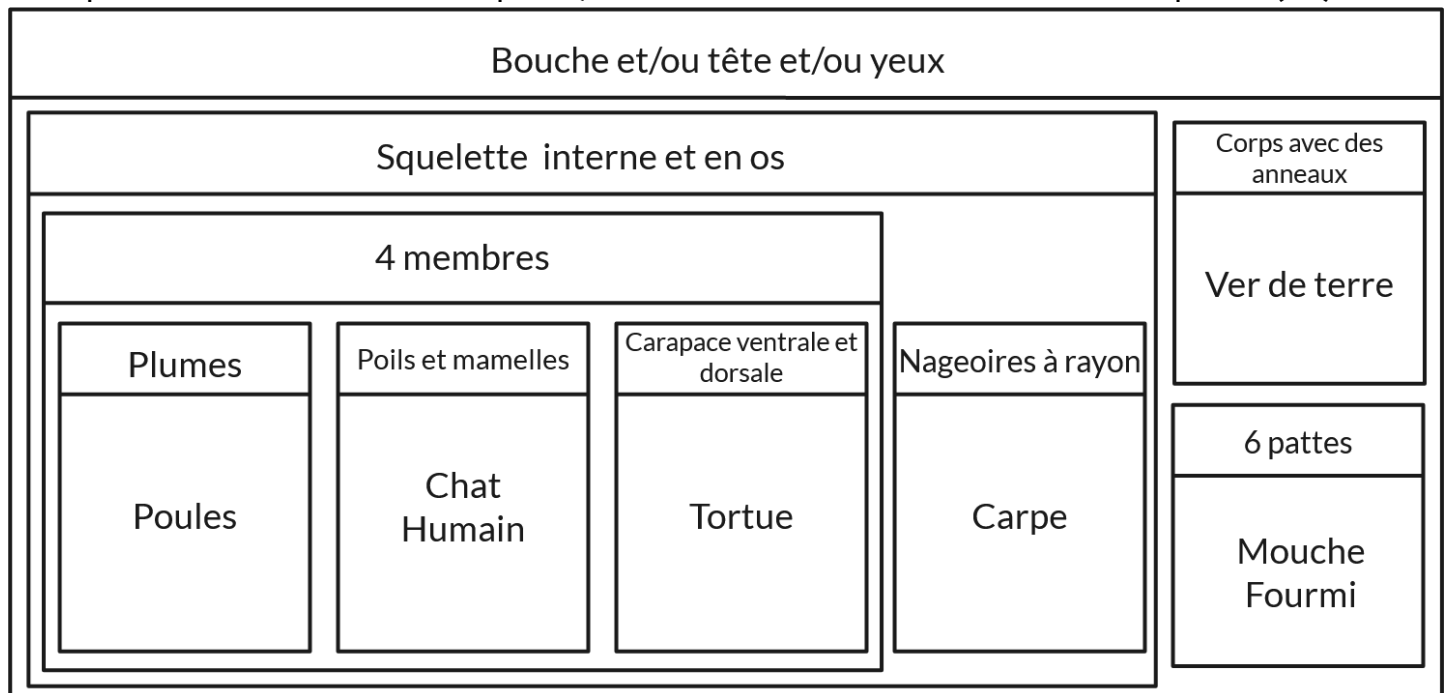 Bouche et/ou tête et/ou yeux
Squelette interne et en os
Corps avec des
anneaux
Ver de terre
4 membres
Plumes
Poils et mamelles
Carapace ventrale et
dorsale
Nageoires à rayon
6 pattes
Poules
Chat
Humain
Tortue
Carpe
Mouche
Fourmi